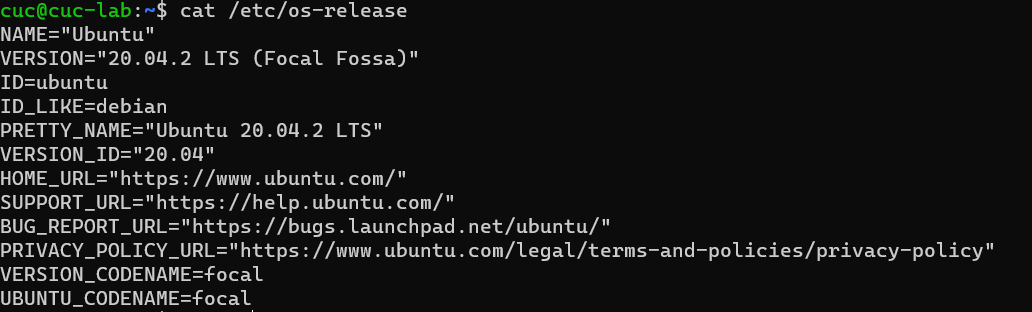 cuc@cuc-lab:~$ cat /etc/os-release
NAME="Ubuntu"
VERSION="20.04.2 LTS (Focal Fossa)"
ID=ubuntu
ID_LIKE=debian
PRETTY_NAME="Ubuntu 20.04.2 LTS"
VERSION_ID="20.04"
HOME_URL="https://www.ubuntu.com/"
SUPPORT_URL="https://help.ubuntu.com/"
BUG_REPORT_URL="https://bugs.launchpad.net/ubuntu/"
PRIVACY_POLICY_URL="https://www.ubuntu.com/legal/terms-and-policies/privacy-policy"
VERSION_CODENAME=focal
UBUNTU_CODENAME=focal